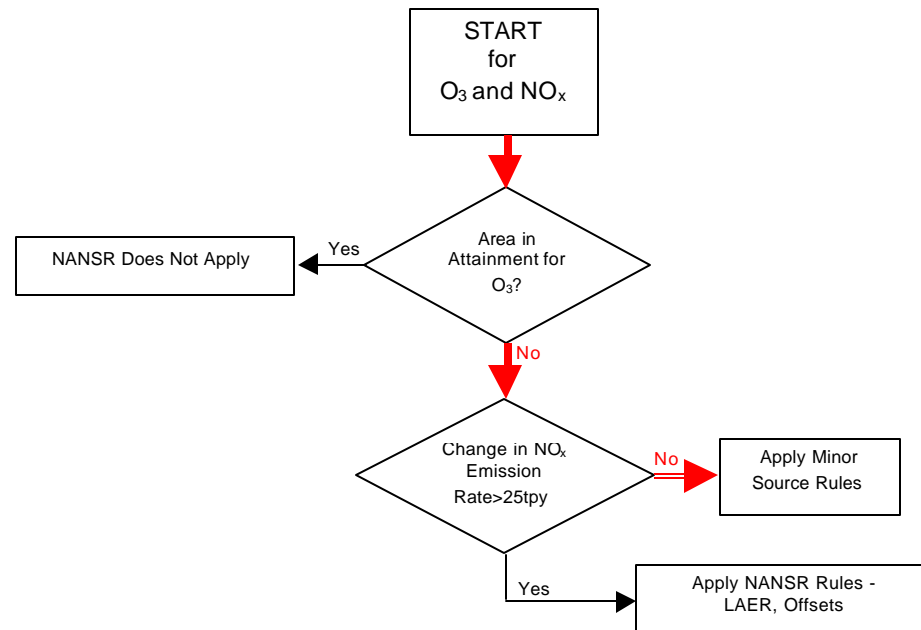 START
for
O₃ and NOₓ
Area in
Attainment for
O₃?
Yes
NANSR Does Not Apply
No
Change in NOₓ
Emission
Rate>25tpy
No
Apply Minor
Source Rules
Yes
Apply NANSR Rules -
LAER, Offsets